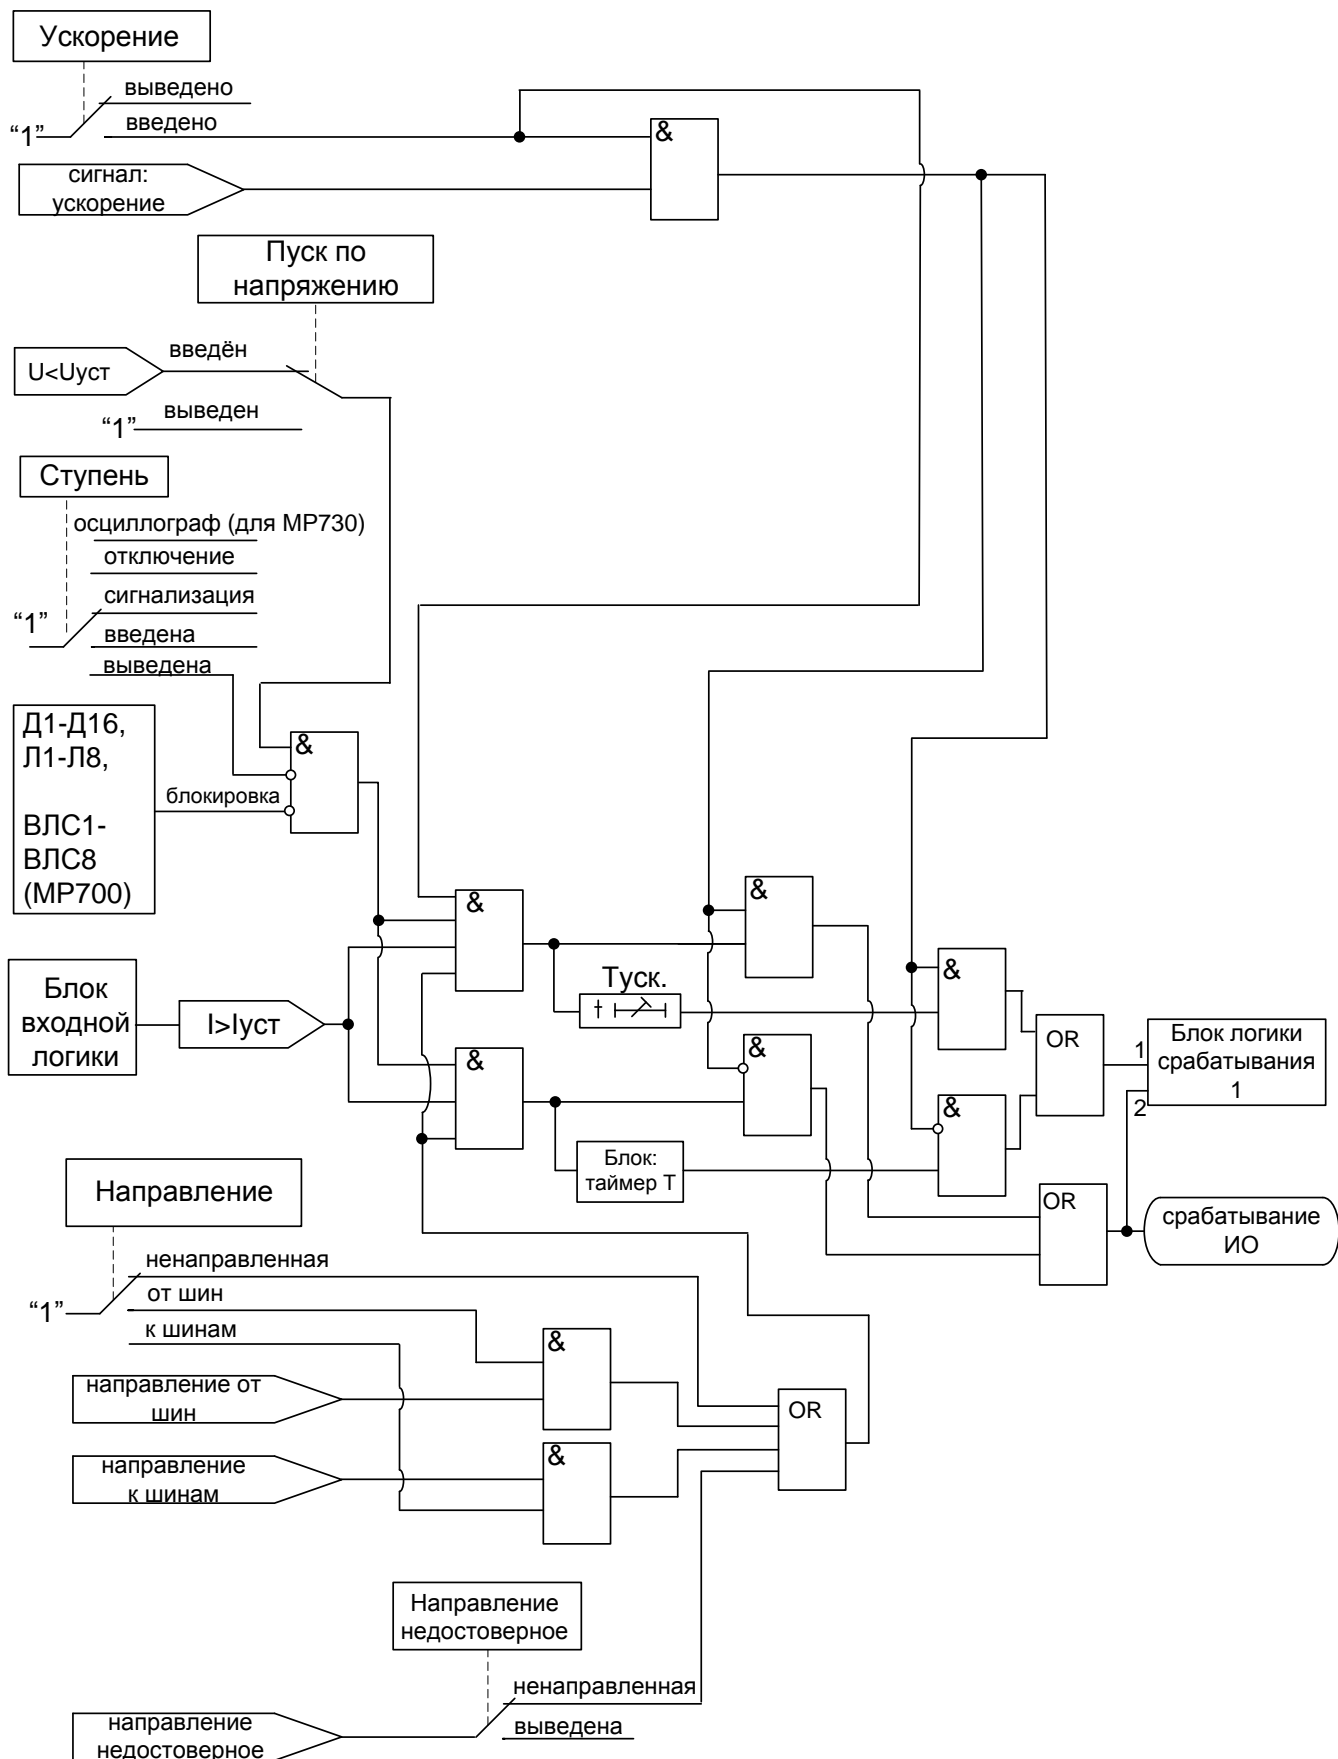 Ускорение
выведено
“1”
введено
&
сигнал:
ускорение
Пуск по
напряжению
введён
U<Uуст
выведен
“1”
Ступень
осциллограф (для МР730)
отключение
сигнализация
“1”
введена
выведена
Д1-Д16,
Л1-Л8,
ВЛС1-
ВЛС8
(МР700)
блокировка
&
&
&
Туск.
&
Блок
входной
логики
I>Iуст
&
&
OR
1
2
Блок логики
срабатывания
1
&
Блок:
таймер Т
OR
срабатывание
ИО
Направление
ненаправленная
“1”
от шин
к шинам
&
направление от
шин
OR
&
направление
к шинам
Направление
недостоверное
ненаправленная
выведена
направление
недостоверное